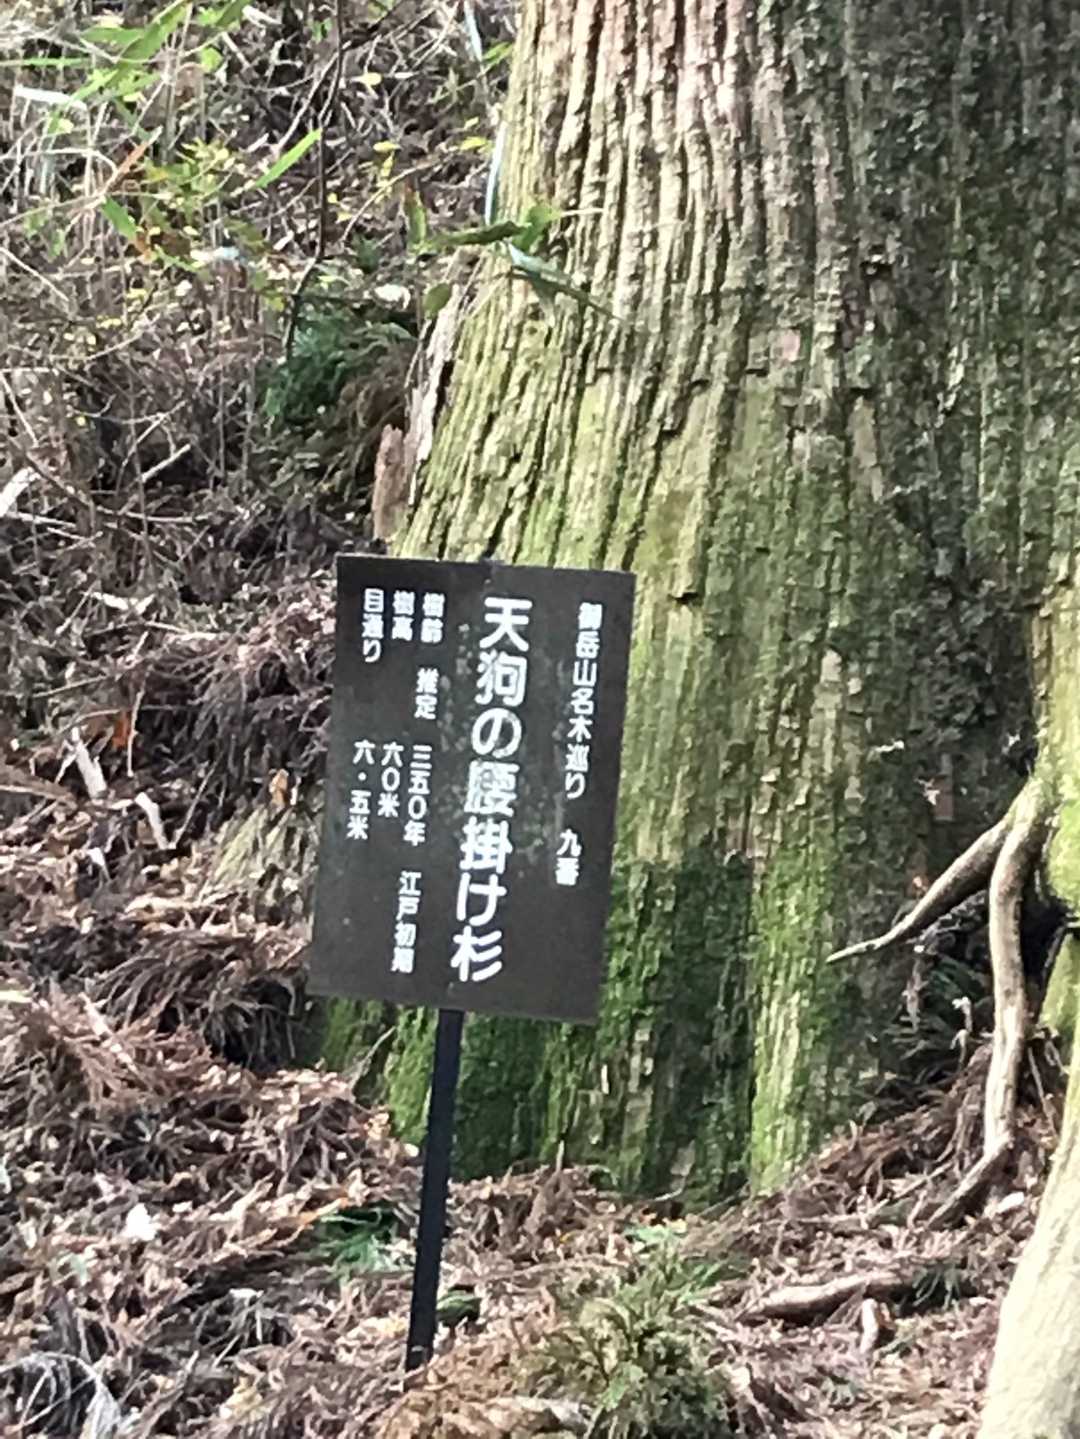 御岳山名木巡り 九番
天狗の腰掛け杉
樹齢 推定 三五〇年 江戸初期
樹高 六〇米
目通り 六・五米